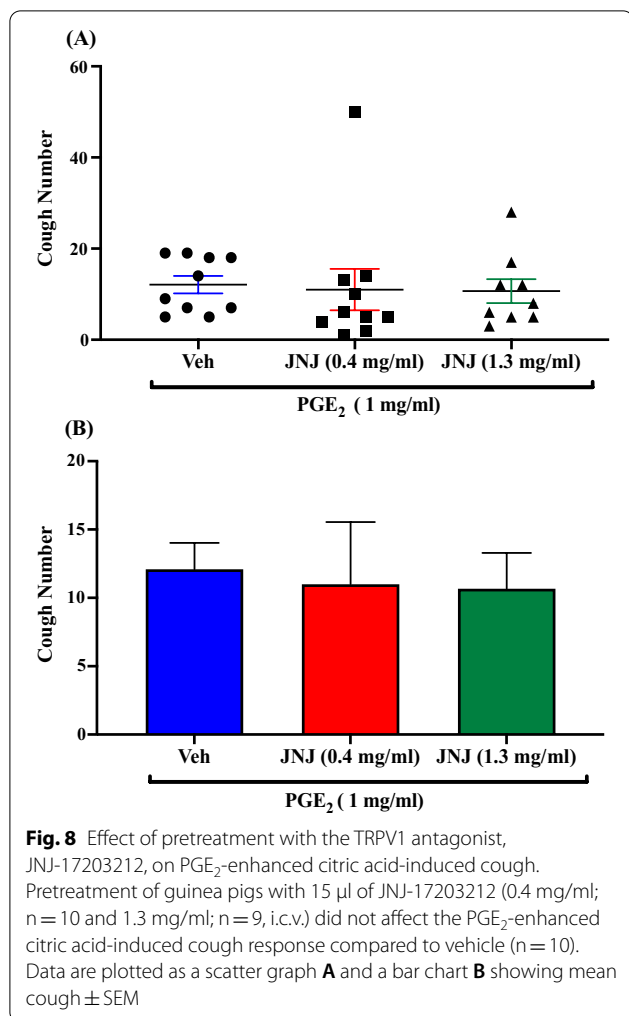 (A)
60
40
20
0
Cough Number
Veh JNJ (0.4 mg/ml) JNJ (1.3 mg/ml)
PGE₂ ( 1 mg/ml)
(B)
20
15
10
5
0
Cough Number
Veh JNJ (0.4 mg/ml) JNJ (1.3 mg/ml)
PGE₂ ( 1 mg/ml)
Fig. 8 Effect of pretreatment with the TRPV1 antagonist,
JNJ-17203212, on PGE₂-enhanced citric acid-induced cough.
Pretreatment of guinea pigs with 15 µl of JNJ-17203212 (0.4 mg/ml;
n = 10 and 1.3 mg/ml; n = 9, i.c.v.) did not affect the PGE₂-enhanced
citric acid-induced cough response compared to vehicle (n = 10).
Data are plotted as a scatter graph A and a bar chart B showing mean
cough ± SEM